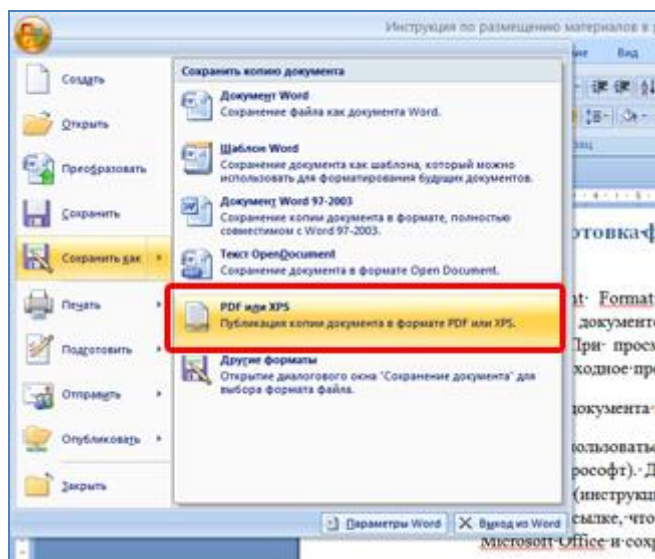 Инструкция по размещению материалов в
Вид
Создать
Открыть
Преобразовать
Сохранить
Сохранить как
Печать
Подготовить
Отправить
Опубликовать
Закрыть
Сохранить копию документа
Документ Word
Сохранение файла как документа Word.
Шаблон Word
Сохранение документа как шаблона, который можно
использовать для форматирования будущих документов.
Документ Word 97-2003
Сохранение копии документа в формате, полностью
совместимом с Word 97-2003.
Текст OpenDocument
Сохранение документа в формате Open Document.
PDF или XPS
Публикация копии документа в формате PDF или XPS.
Другие форматы
Открытие диалогового окна "Сохранение документа" для
выбора формата файла.
Параметры Word
Выход из Word
товка
Format
документ
При прос
ходное пр
документа
пользоваться
рософт). Д
(инструкци
сылке, что
Microsoft Office и сохр